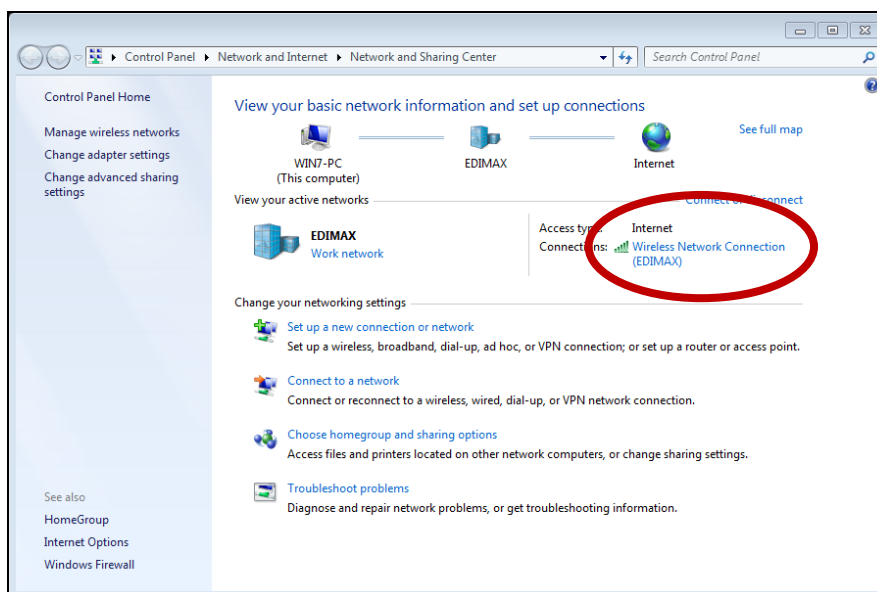 Control Panel ▸ Network and Internet ▸ Network and Sharing Center
Search Control Panel
Control Panel Home
Manage wireless networks
Change adapter settings
Change advanced sharing
settings
See also
HomeGroup
Internet Options
Windows Firewall
View your basic network information and set up connections
See full map
WIN7-PC
(This computer)
EDIMAX
Internet
View your active networks
Connect or disconnect
EDIMAX
Work network
Access type: Internet
Connections: Wireless Network Connection
(EDIMAX)
Change your networking settings
Set up a new connection or network
Set up a wireless, broadband, dial-up, ad hoc, or VPN connection; or set up a router or access point.
Connect to a network
Connect or reconnect to a wireless, wired, dial-up, or VPN network connection.
Choose homegroup and sharing options
Access files and printers located on other network computers, or change sharing settings.
Troubleshoot problems
Diagnose and repair network problems, or get troubleshooting information.